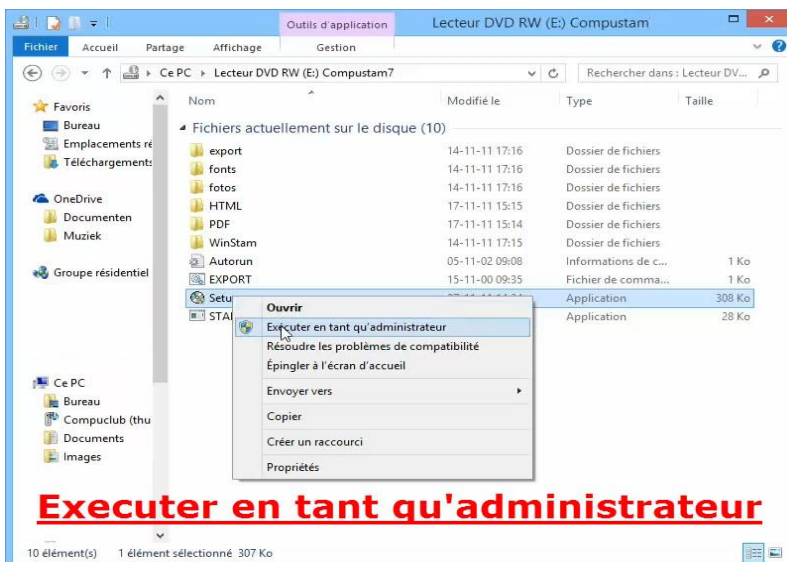 Outils d'application
Lecteur DVD RW (E:) Compustam
Fichier Accueil Partage Affichage Gestion
Ce PC Lecteur DVD RW (E:) Compustam7
Rechercher dans : Lecteur DV...
Nom Modifié le Type Taille
Favoris
Bureau
Emplacements ré
Téléchargements
OneDrive
Documenten
Muziek
Groupe résidentiel
Ce PC
Bureau
Compuclub (thu
Documents
Images
Fichiers actuellement sur le disque (10)
export 14-11-11 17:16 Dossier de fichiers
fonts 14-11-11 17:16 Dossier de fichiers
fotos 14-11-11 17:16 Dossier de fichiers
HTML 17-11-11 15:15 Dossier de fichiers
PDF 17-11-11 15:14 Dossier de fichiers
WinStam 14-11-11 17:15 Dossier de fichiers
Autorun 05-11-02 09:08 Informations de c... 1 Ko
EXPORT 15-11-00 09:35 Fichier de comma... 1 Ko
Setu Application 308 Ko
STA Application 28 Ko
Ouvrir
Exécuter en tant qu'administrateur
Résoudre les problèmes de compatibilité
Épingler à l'écran d'accueil
Envoyer vers
Copier
Créer un raccourci
Propriétés
Executer en tant qu'administrateur
10 élément(s) 1 élément sélectionné 307 Ko